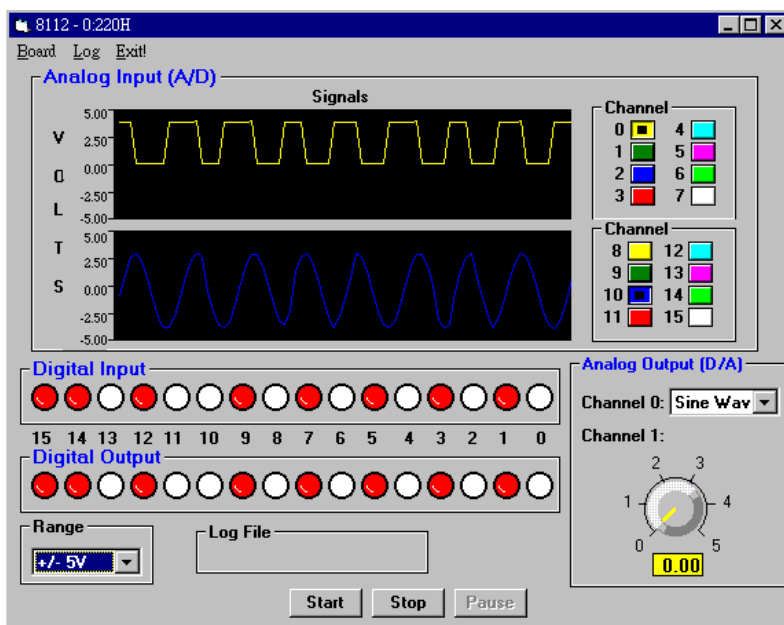 8112 - 0:220H
Board Log Exit!
Analog Input (A/D)
Signals
V O L T S
5.00
2.50
0.00
-2.50
-5.00
5.00
2.50
0.00
-2.50
-5.00
Channel
0 4
1 5
2 6
3 7
Channel
8 12
9 13
10 14
11 15
Digital Input
15 14 13 12 11 10 9 8 7 6 5 4 3 2 1 0
Digital Output
Analog Output (D/A)
Channel 0: Sine Wav
Channel 1:
0 1 2 3 4 5
0.00
Range
+/- 5V
Log File
Start Stop Pause